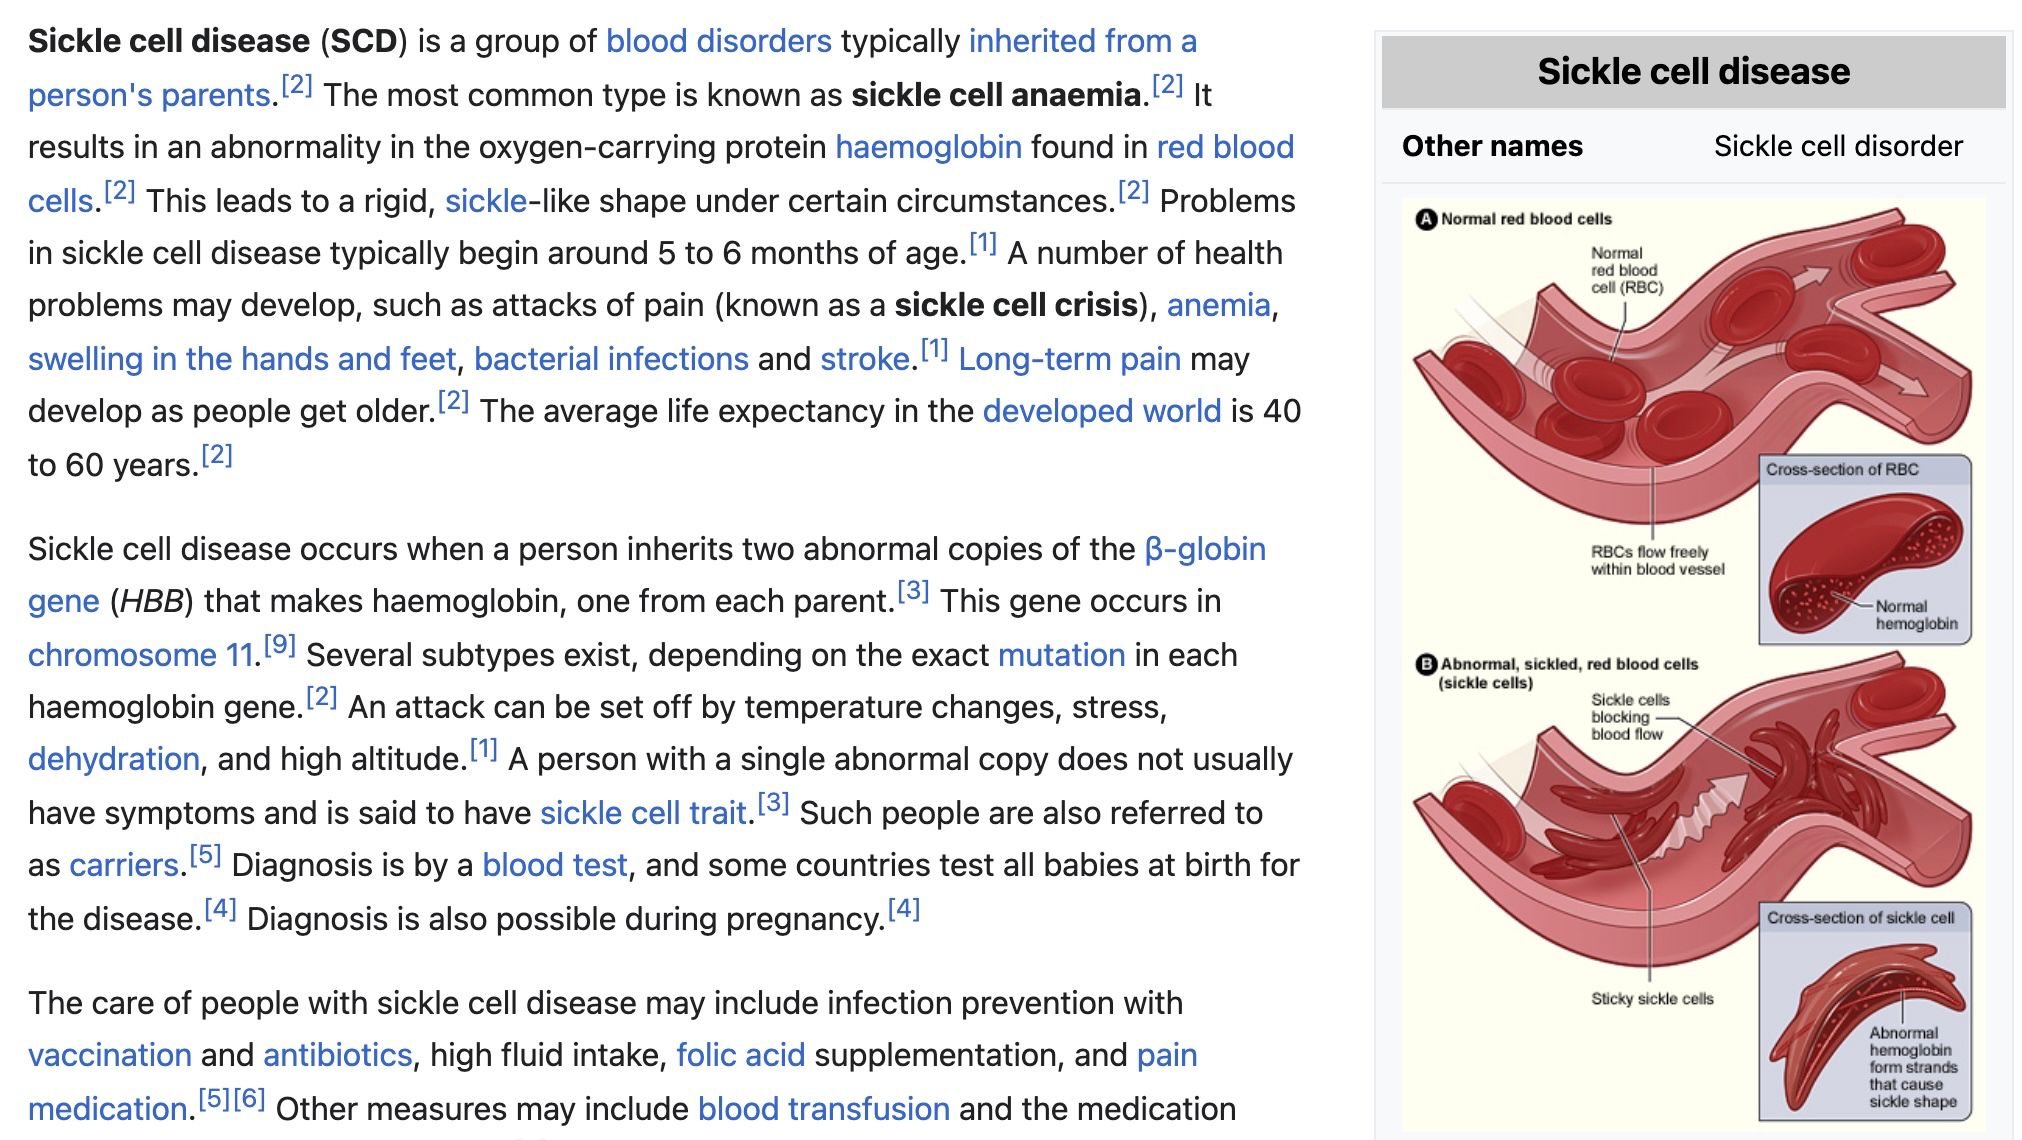 Sickle cell disease (SCD) is a group of blood disorders typically inherited from a
person's parents.[2] The most common type is known as sickle cell anaemia.[2] It
results in an abnormality in the oxygen-carrying protein haemoglobin found in red blood
cells.[2] This leads to a rigid, sickle-like shape under certain circumstances.[2] Problems
in sickle cell disease typically begin around 5 to 6 months of age.[1] A number of health
problems may develop, such as attacks of pain (known as a sickle cell crisis), anemia,
swelling in the hands and feet, bacterial infections and stroke.[1] Long-term pain may
develop as people get older.[2] The average life expectancy in the developed world is 40
to 60 years.[2]
Sickle cell disease occurs when a person inherits two abnormal copies of the β-globin
gene (HBB) that makes haemoglobin, one from each parent.[3] This gene occurs in
chromosome 11.[9] Several subtypes exist, depending on the exact mutation in each
haemoglobin gene.[2] An attack can be set off by temperature changes, stress,
dehydration, and high altitude.[1] A person with a single abnormal copy does not usually
have symptoms and is said to have sickle cell trait.[3] Such people are also referred to
as carriers.[5] Diagnosis is by a blood test, and some countries test all babies at birth for
the disease.[4] Diagnosis is also possible during pregnancy.[4]
The care of people with sickle cell disease may include infection prevention with
vaccination and antibiotics, high fluid intake, folic acid supplementation, and pain
medication.[5][6] Other measures may include blood transfusion and the medication
Sickle cell disease
Other names Sickle cell disorder
A Normal red blood cells
Normal
red blood
cell (RBC)
Cross-section of RBC
RBCs flow freely
within blood vessel
Normal
hemoglobin
B Abnormal, sickled, red blood cells
(sickle cells)
Sickle cells
blocking
blood flow
Cross-section of sickle cell
Sticky sickle cells
Abnormal
hemoglobin
form strands
that cause
sickle shape